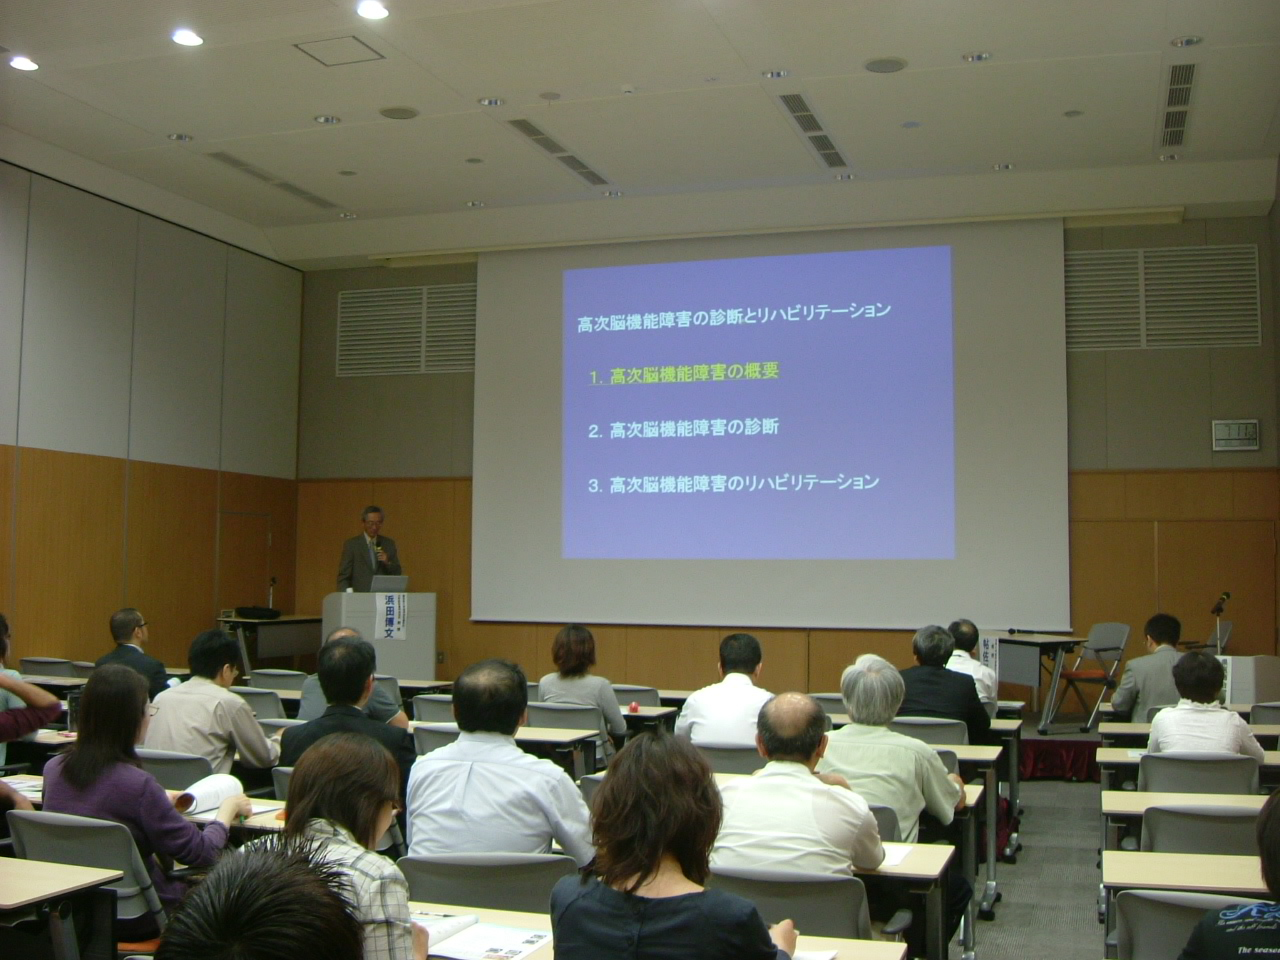 高次脳機能障害の診断とリハビリテーション
1. 高次脳機能障害の概要
2. 高次脳機能障害の診断
3. 高次脳機能障害のリハビリテーション
浜田博文
The season